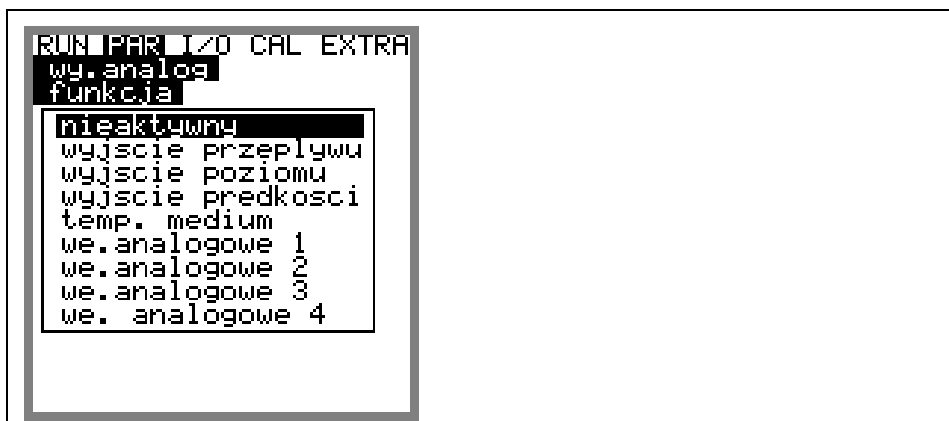 RUN PAR I/O CAL EXTRA
wy.analog
funkcja
nieaktywny
wyjscie przeplywu
wyjscie poziomu
wyjscie predkosci
temp. medium
we.analogowe 1
we.analogowe 2
we.analogowe 3
we. analogowe 4